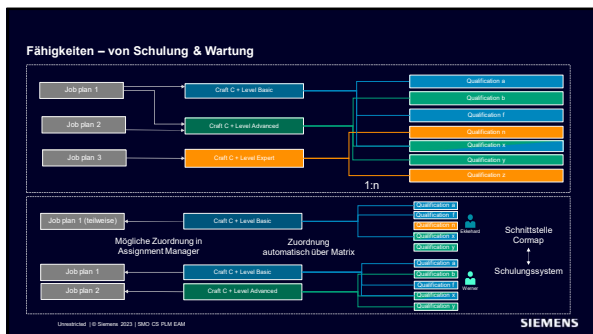 Fähigkeiten – von Schulung & Wartung
Job plan 1
Craft C + Level Basic
Qualification a
Qualification b
Job plan 2
Craft C + Level Advanced
Qualification f
Qualification n
Job plan 3
Craft C + Level Expert
Qualification x
Qualification y
1:n
Qualification z
Job plan 1 (teilweise)
Craft C + Level Basic
Qualification a
Qualification f
Qualification n
Qualification x
Qualification y
Ekkehard
Mögliche Zuordnung in
Assignment Manager
Zuordnung
automatisch über Matrix
Schnittstelle
Cormap
Schulungssystem
Job plan 1
Craft C + Level Basic
Job plan 2
Craft C + Level Advanced
Qualification a
Qualification b
Qualification f
Qualification x
Qualification y
Werner
Unrestricted | © Siemens 2023 | SMO CS PLM EAM
SIEMENS